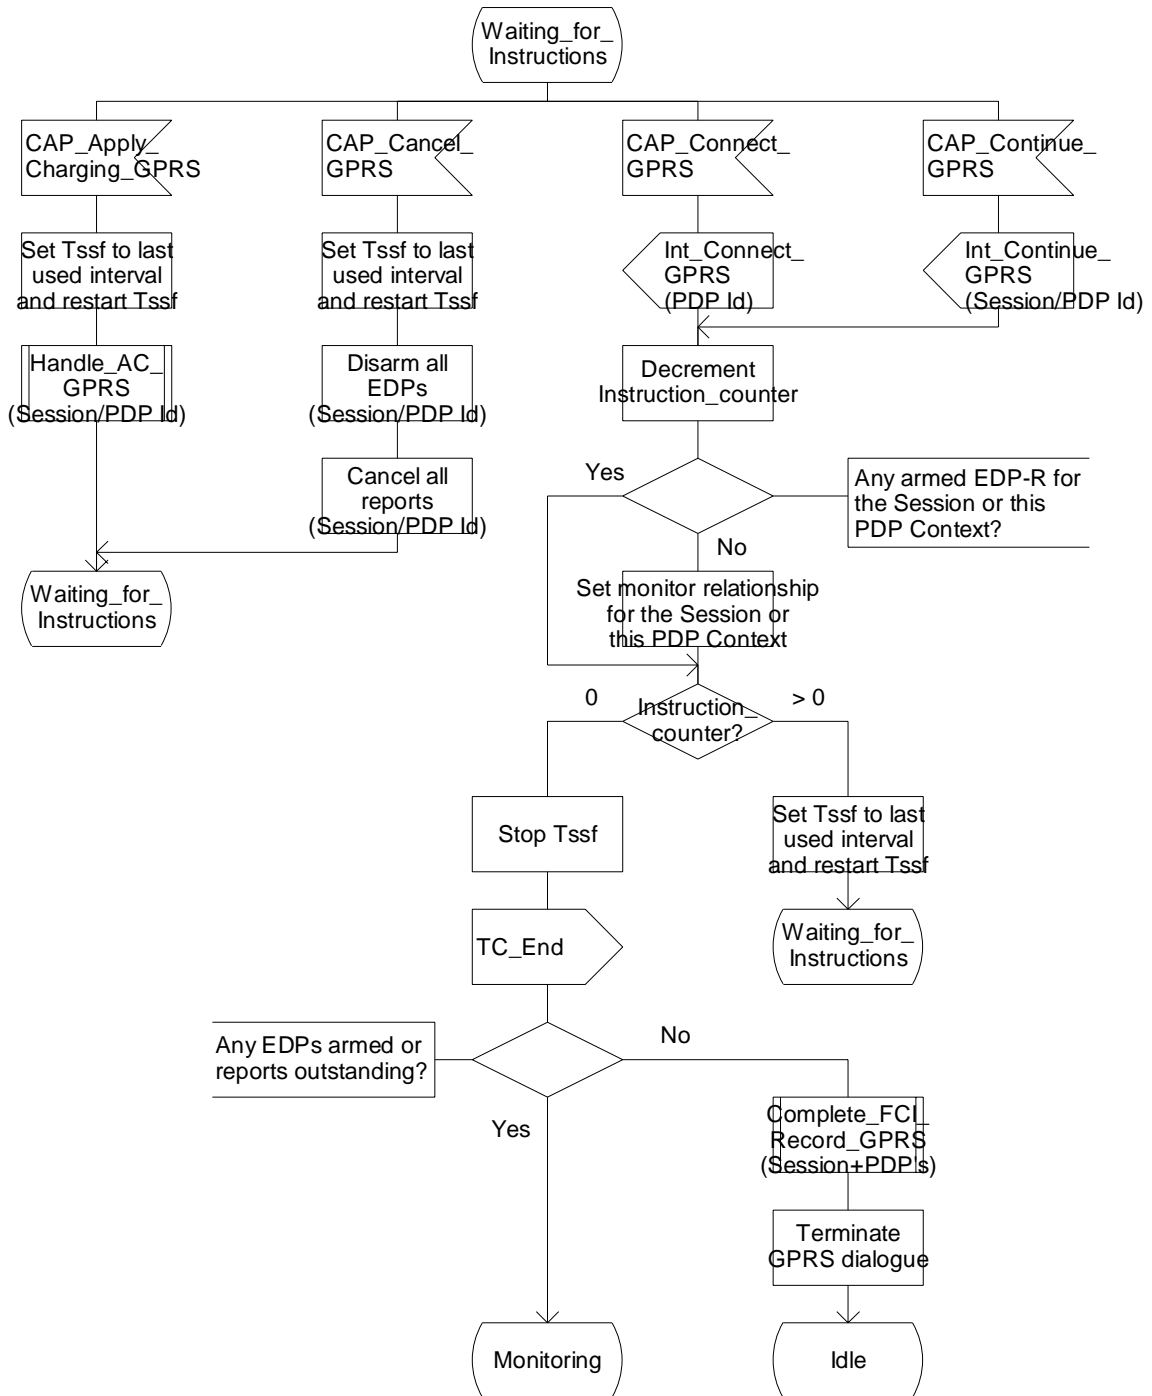 Waiting_for_
Instructions
CAP_Apply_
Charging_GPRS
CAP_Cancel_
GPRS
CAP_Connect_
GPRS
CAP_Continue_
GPRS
Set Tssf to last
used interval
and restart Tssf
Set Tssf to last
used interval
and restart Tssf
Int_Connect_
GPRS
(PDP Id)
Int_Continue_
GPRS
(Session/PDP Id)
Handle_AC_
GPRS
(Session/PDP Id)
Disarm all
EDPs
(Session/PDP Id)
Decrement
Instruction_counter
Cancel all
reports
(Session/PDP Id)
Yes
Any armed EDP-R for
the Session or this
PDP Context?
No
Waiting_for_
Instructions
Set monitor relationship
for the Session or
this PDP Context
0
Instruction_
counter?
> 0
Stop Tssf
Set Tssf to last
used interval
and restart Tssf
TC_End
Waiting_for_
Instructions
Any EDPs armed or
reports outstanding?
No
Yes
Complete_FCI_
Record_GPRS
(Session+PDP's)
Terminate
GPRS dialogue
Monitoring
Idle